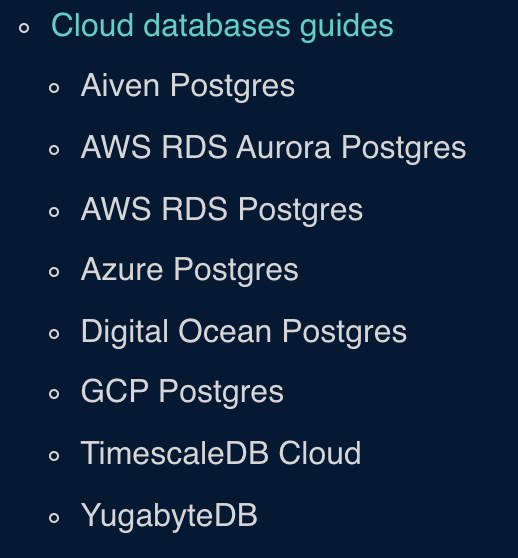 Cloud databases guides
Aiven Postgres
AWS RDS Aurora Postgres
AWS RDS Postgres
Azure Postgres
Digital Ocean Postgres
GCP Postgres
TimescaleDB Cloud
YugabyteDB